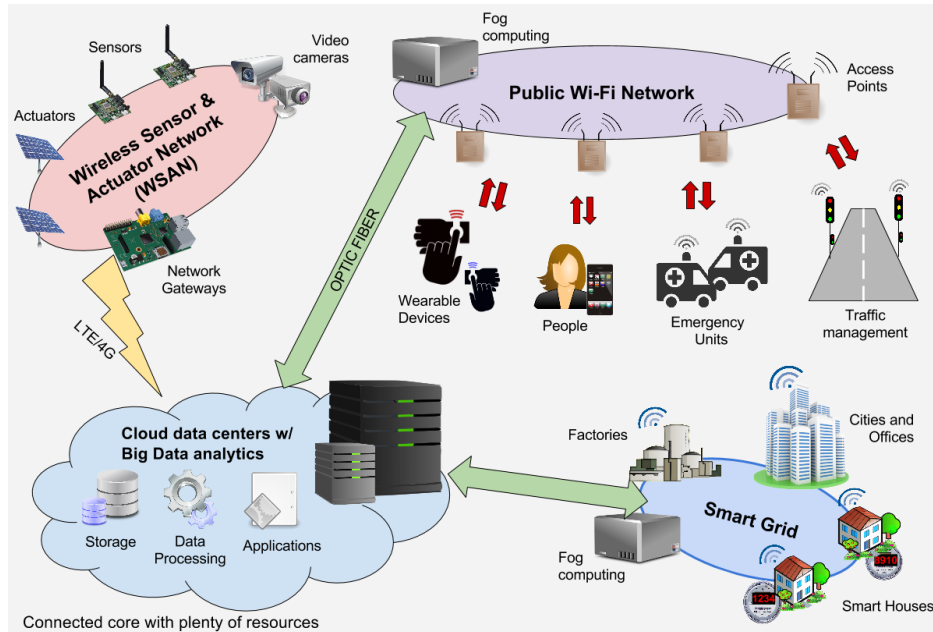 Sensors
Video
cameras
Actuators
Wireless Sensor &
Actuator Network
(WSAN)
Network
Gateways
LTE/4G
Fog
computing
Public Wi-Fi Network
Access
Points
OPTIC FIBER
Wearable
Devices
People
Emergency
Units
Traffic
management
Cloud data centers w/
Big Data analytics
Storage
Data
Processing
Applications
Connected core with plenty of resources
Factories
Cities and
Offices
Smart Grid
Fog
computing
8910
1234
Smart Houses